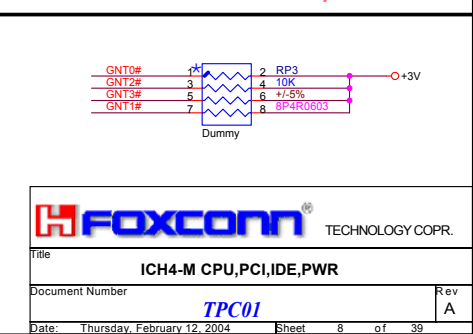 GNT0# 1 2 RP3
GNT2# 3 4 10K +3V
GNT3# 5 6 +/-5%
GNT1# 7 8 8P4R0603
Dummy
FOXCONN® TECHNOLOGY COPR.
Title
ICH4-M CPU,PCI,IDE,PWR
Document Number Rev
TPC01 A
Date: Thursday, February 12, 2004 Sheet 8 of 39